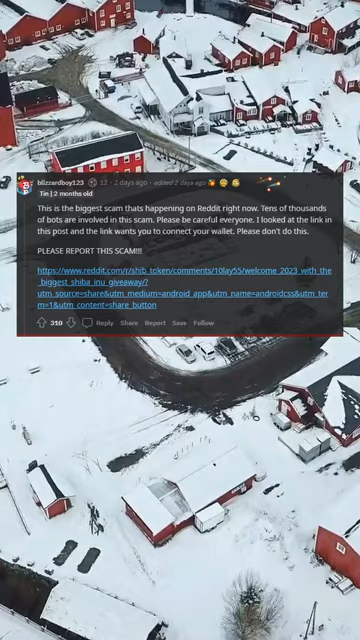 blizzardboy123 12 · 2 days ago · edited 2 days ago
Tin | 2 months old
This is the biggest scam thats happening on Reddit right now. Tens of thousands
of bots are involved in this scam. Please be careful everyone. I looked at the link in
this post and the link wants you to connect your wallet. Please don't do this.
PLEASE REPORT THIS SCAM!!!
https://www.reddit.com/r/shib_token/comments/10lay55/welcome_2023_with_the
_biggest_shiba_inu_giveaway/?
utm_source=share&utm_medium=android_app&utm_name=androidcss&utm_ter
m=1&utm_content=share_button
310 Reply Share Report Save Follow